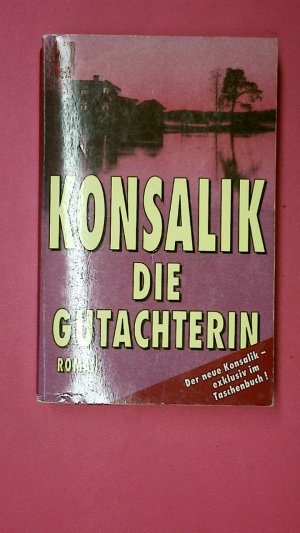 KONSALIK
DIE
GUTACHTERIN
ROMAN
Der neue Konsalik –
exklusiv im
Taschenbuch!